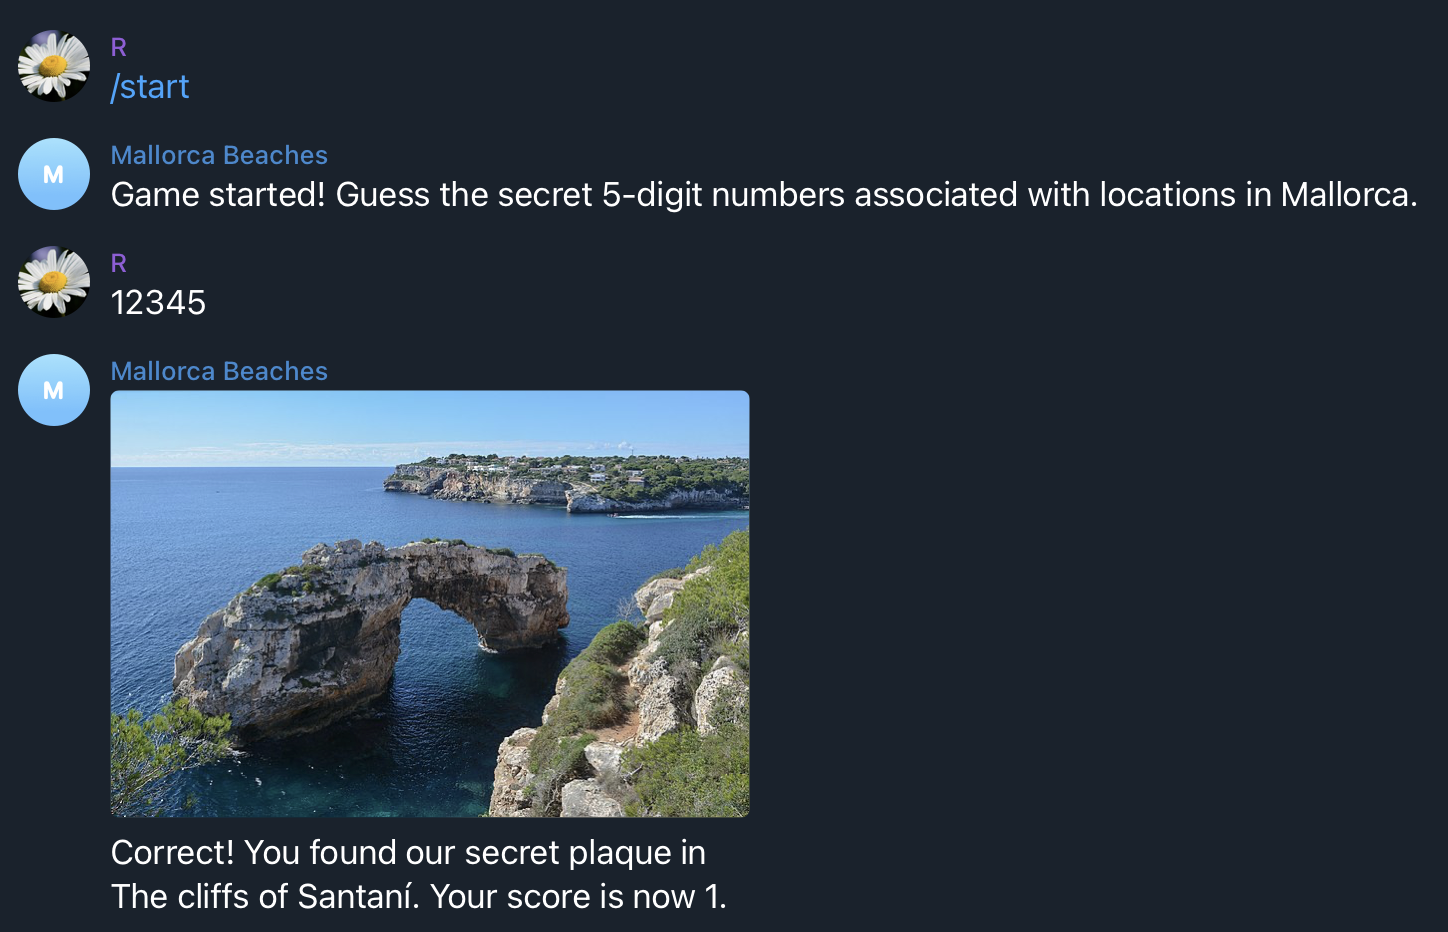 R
/start
M
Mallorca Beaches
Game started! Guess the secret 5-digit numbers associated with locations in Mallorca.
R
12345
M
Mallorca Beaches
Correct! You found our secret plaque in
The cliffs of Santaní. Your score is now 1.